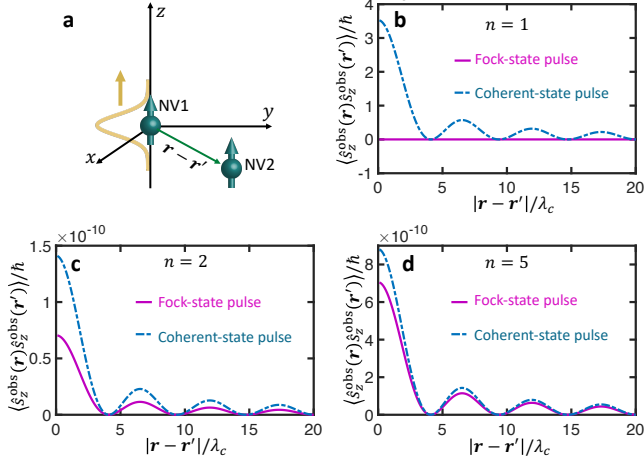 a
z
NV1
y
x
r − r′
NV2
b
n = 1
Fock-state pulse
Coherent-state pulse
⟨ŝ_z^obs(r)ŝ_z^obs(r′)⟩/ħ
4
3
2
1
0
0 5 10 15 20
|r − r′|/λ_c
×10⁻¹⁰
c
n = 2
Fock-state pulse
Coherent-state pulse
⟨ŝ_z^obs(r)ŝ_z^obs(r′)⟩/ħ
1.5
1.0
0.5
0
0 5 10 15 20
|r − r′|/λ_c
×10⁻¹⁰
d
n = 5
Fock-state pulse
Coherent-state pulse
⟨ŝ_z^obs(r)ŝ_z^obs(r′)⟩/ħ
8
6
4
2
0
0 5 10 15 20
|r − r′|/λ_c